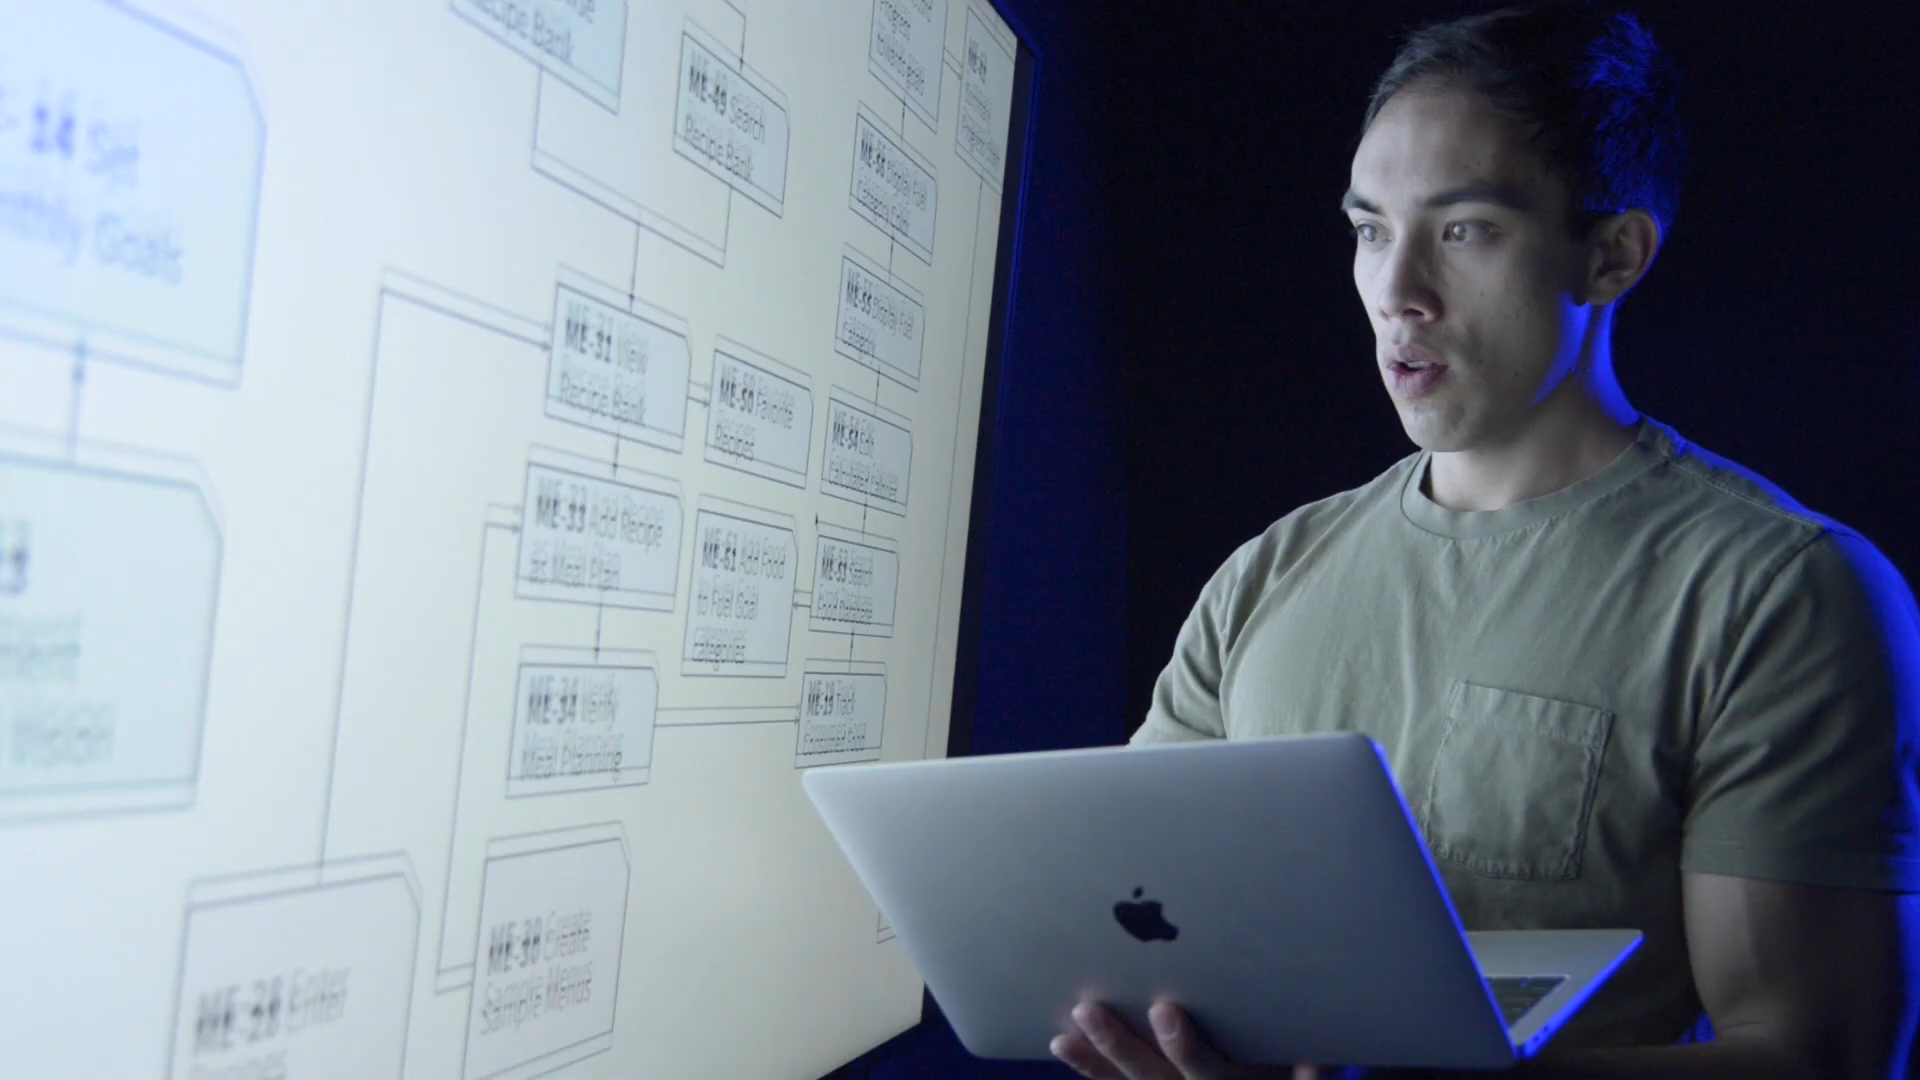 Recipe Bank
ME-49 Search
Recipe Bank
Progress
towards goals
ME-56 Display Fuel
Category Color
14 Set
Goals
ME-55 Display Fuel
Category
ME-31 View
Recipe Bank
ME-50 Favorite
Recipes
ME-54 Edit
Calculated Calories
ME-33 Add Recipe
as Meal Plan
ME-61 Add Food
to Fuel Goal
categories
ME-53 Search
Food Database
ME-34 Verify
Meal Planning
ME-19 Track
Consumed Food
ME-30 Create
Sample Menus
ME-28 Enter